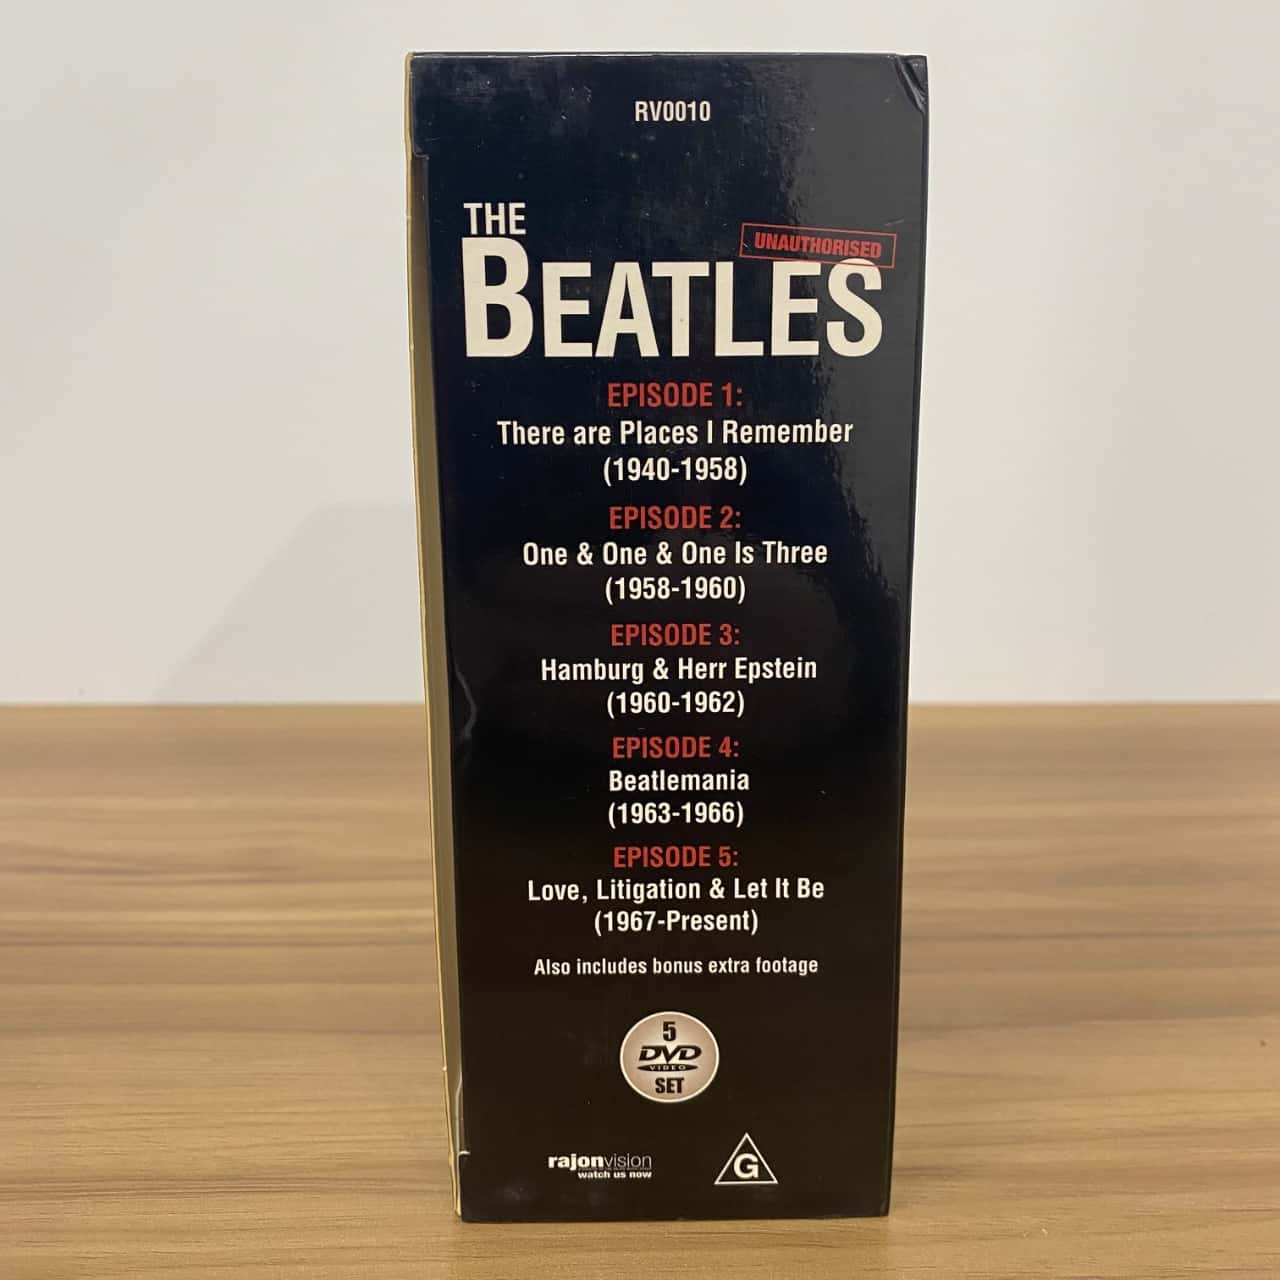 RV0010
THE
UNAUTHORISED
BEATLES
EPISODE 1:
There are Places I Remember
(1940-1958)
EPISODE 2:
One & One & One Is Three
(1958-1960)
EPISODE 3:
Hamburg & Herr Epstein
(1960-1962)
EPISODE 4:
Beatlemania
(1963-1966)
EPISODE 5:
Love, Litigation & Let It Be
(1967-Present)
Also includes bonus extra footage
5
DVD
VIDEO
SET
rajonvision
watch us now
G